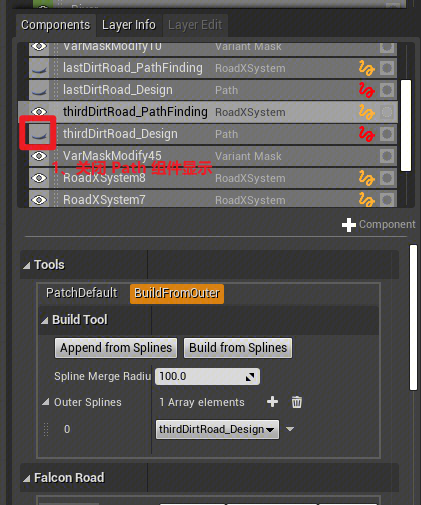 Components
Layer Info
Layer Edit
VarMaskModify10 Variant Mask
lastDirtRoad_PathFinding RoadXSystem
lastDirtRoad_Design Path
thirdDirtRoad_PathFinding RoadXSystem
thirdDirtRoad_Design Path
VarMaskModify45 Variant Mask
1、关闭 Path 组件显示
RoadXSystem8 RoadXSystem
RoadXSystem7 RoadXSystem
Component
Tools
PatchDefault BuildFromOuter
Build Tool
Append from Splines Build from Splines
Spline Merge Radiu 100.0
Outer Splines 1 Array elements
0 thirdDirtRoad_Design
Falcon Road